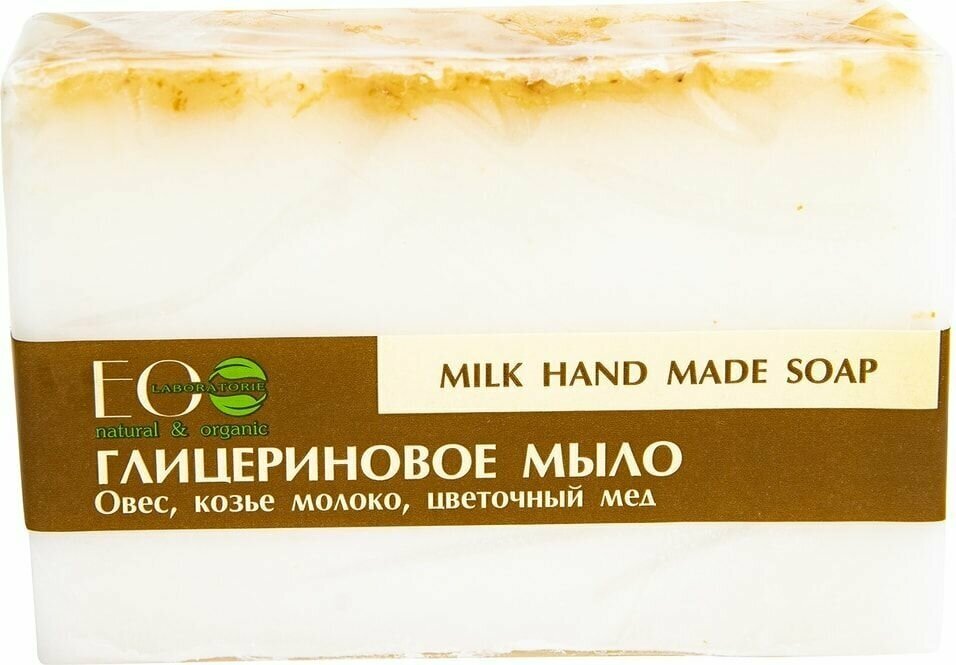 EO
LABORATORIE
natural & organic
MILK HAND MADE SOAP
ГЛИЦЕРИНОВОЕ МЫЛО
Овес, козье молоко, цветочный мед